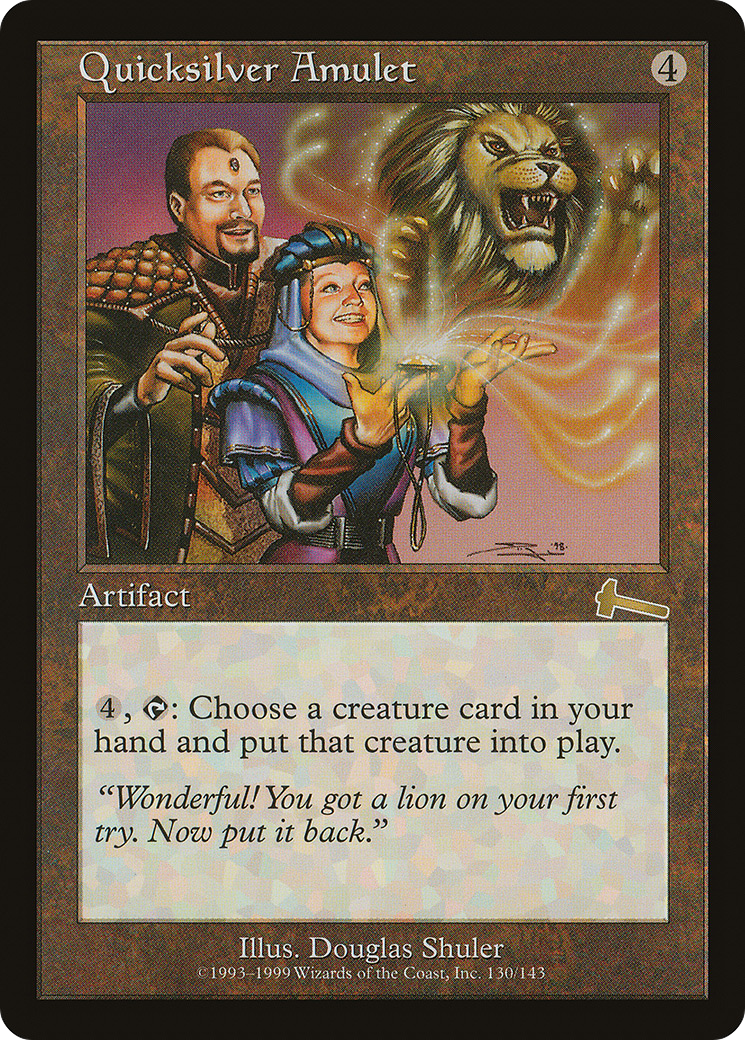 Quicksilver Amulet 4
'98.
Artifact
4, : Choose a creature card in your
hand and put that creature into play.
“Wonderful! You got a lion on your first
try. Now put it back.”
Illus. Douglas Shuler
©1993–1999 Wizards of the Coast, Inc. 130/143